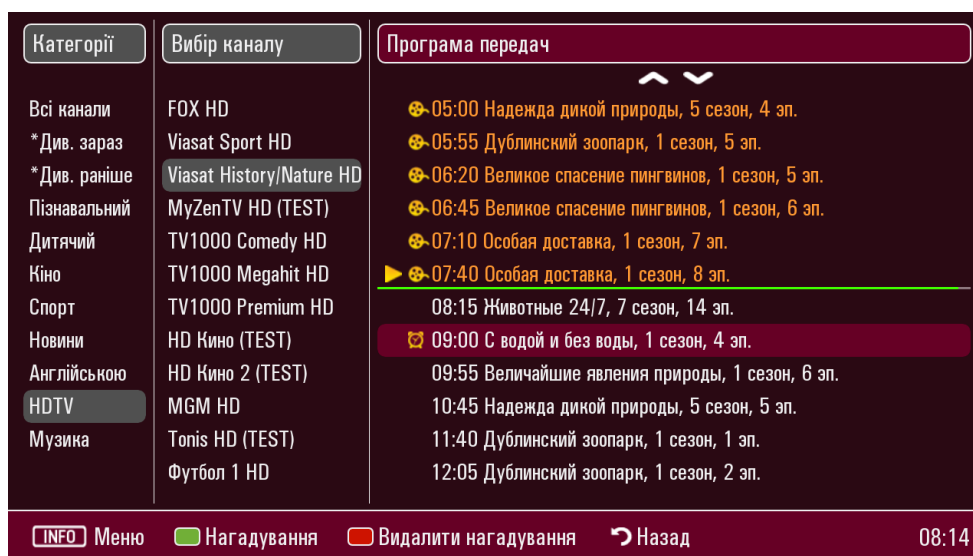 Категорії
Всі канали
*Див. зараз
*Див. раніше
Пізнавальний
Дитячий
Кіно
Спорт
Новини
Англійською
HDTV
Музика
Вибір каналу
FOX HD
Viasat Sport HD
Viasat History/Nature HD
MyZenTV HD (TEST)
TV1000 Comedy HD
TV1000 Megahit HD
TV1000 Premium HD
HD Кино (TEST)
HD Кино 2 (TEST)
MGM HD
Tonis HD (TEST)
Футбол 1 HD
Програма передач
05:00 Надежда дикой природы, 5 сезон, 4 эп.
05:55 Дублинский зоопарк, 1 сезон, 5 эп.
06:20 Великое спасение пингвинов, 1 сезон, 5 эп.
06:45 Великое спасение пингвинов, 1 сезон, 6 эп.
07:10 Особая доставка, 1 сезон, 7 эп.
07:40 Особая доставка, 1 сезон, 8 эп.
08:15 Животные 24/7, 7 сезон, 14 эп.
09:00 С водой и без воды, 1 сезон, 4 эп.
09:55 Величайшие явления природы, 1 сезон, 6 эп.
10:45 Надежда дикой природы, 5 сезон, 5 эп.
11:40 Дублинский зоопарк, 1 сезон, 1 эп.
12:05 Дублинский зоопарк, 1 сезон, 2 эп.
INFO Меню Нагадування Видалити нагадування Назад 08:14